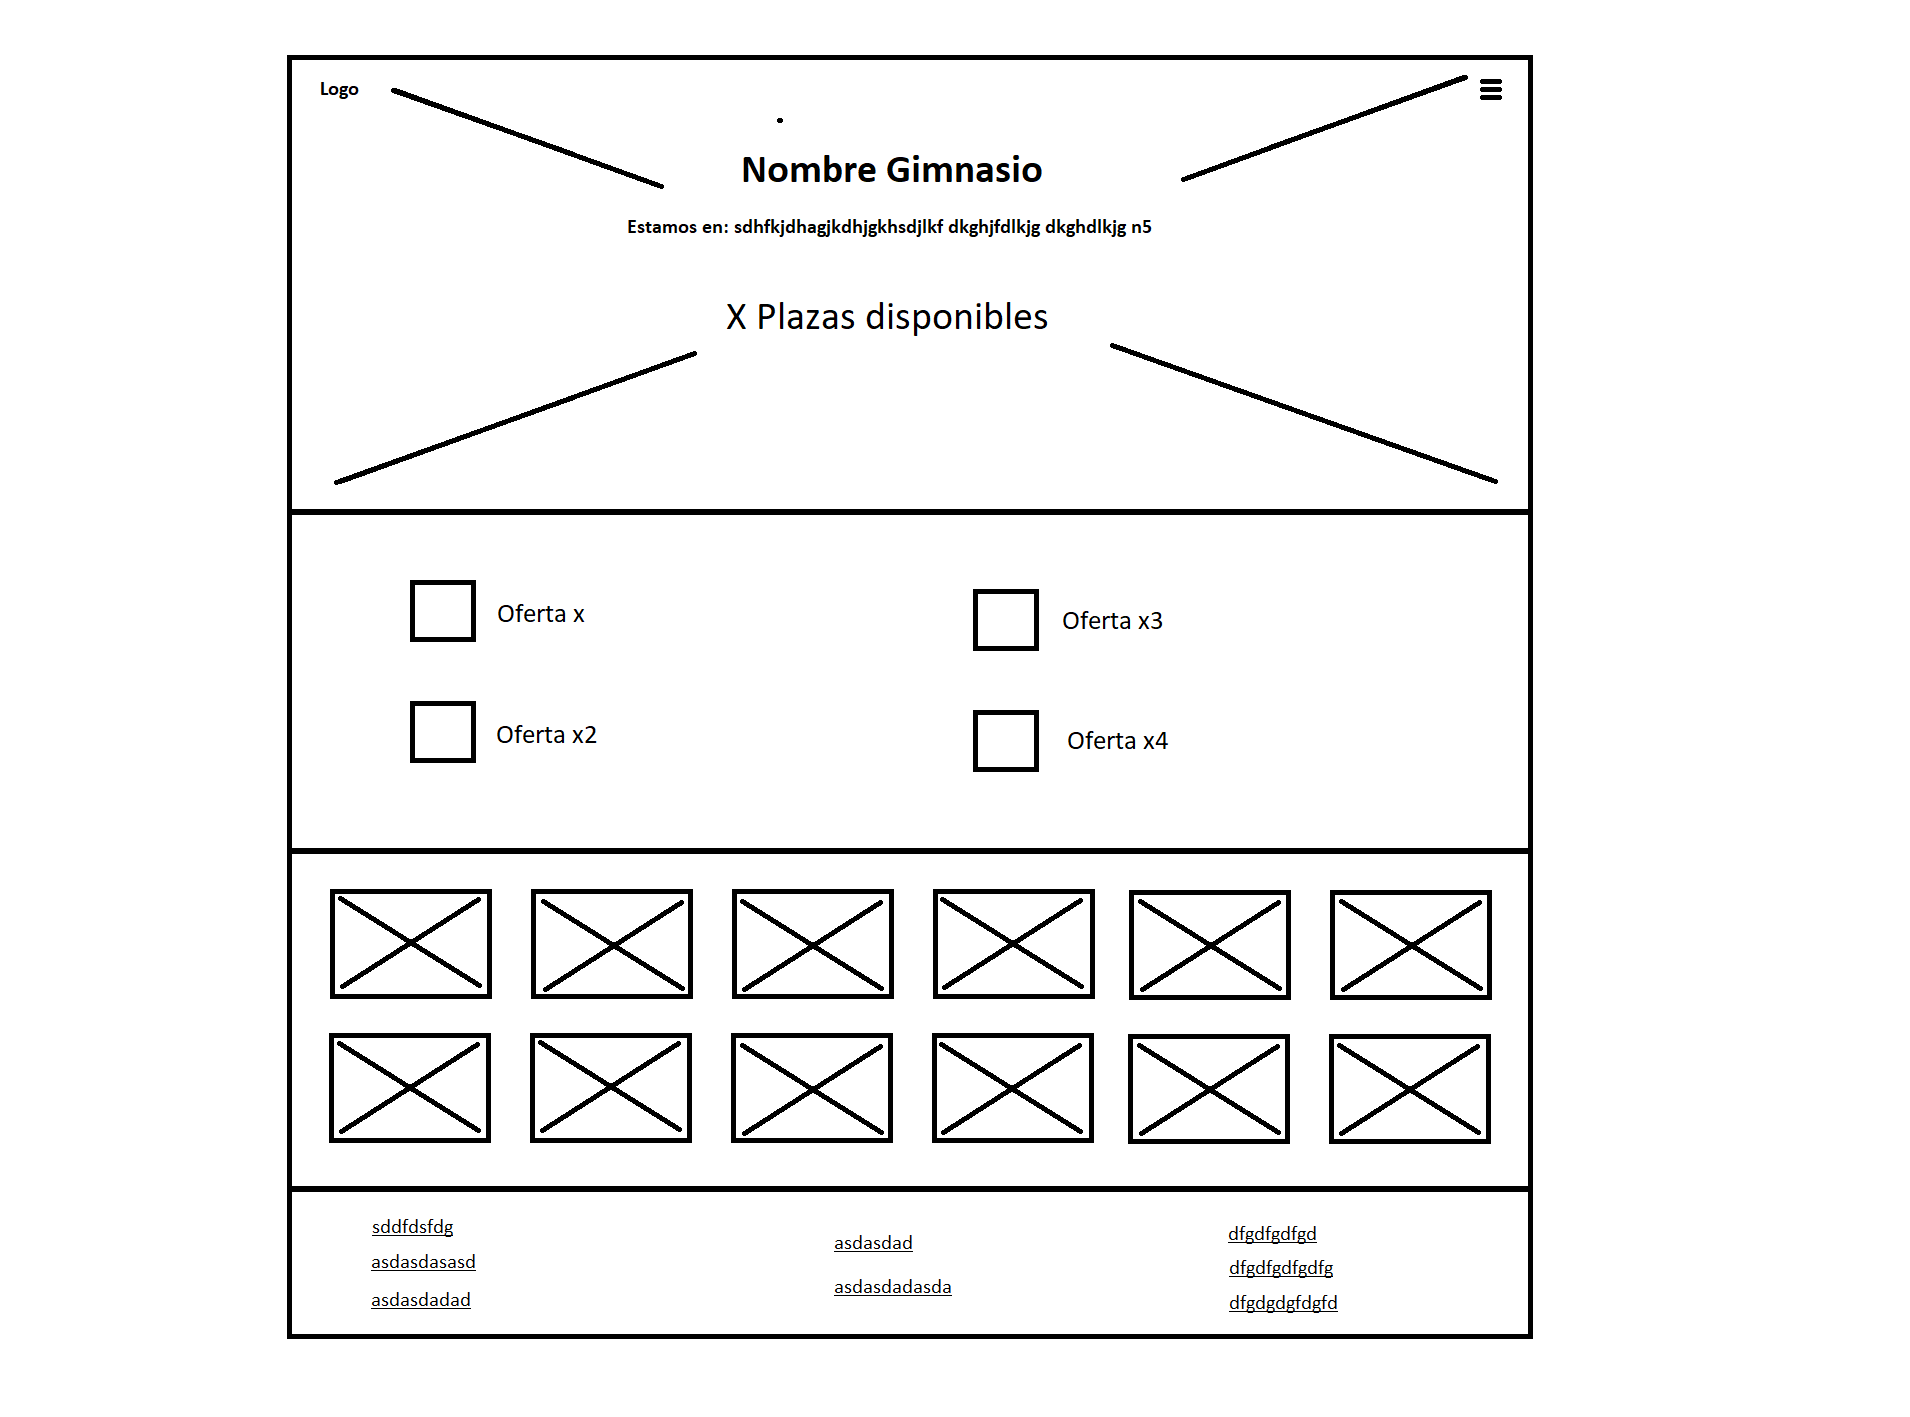 Logo
Nombre Gimnasio
Estamos en: sdhfkjdhagjkdhjgkhsdjlkf dkghjfdlkjg dkghdlkjg n5
X Plazas disponibles
Oferta x
Oferta x3
Oferta x2
Oferta x4
sddfdsfdg
asdasdasasd
asdasdadad
asdasdad
asdasdadasda
dfgdfgdfgd
dfgdfgdfgdfg
dfgdgdgfdgfd